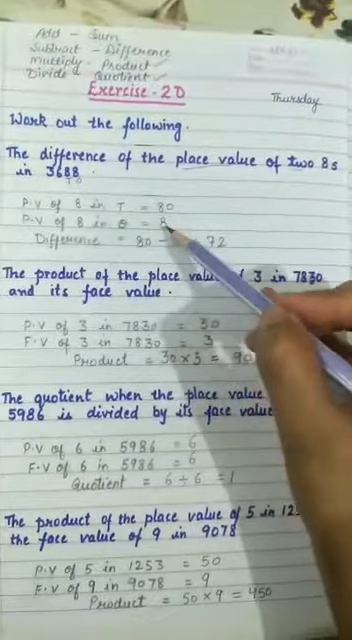 Add - Sum
Subtract - Difference
Multiply - Product
Divide - Quotient
Exercise - 2D
Thursday
Work out the following.
The difference of the place value of two 8s
in 3688
T O
P.V of 8 in T = 80
P.V of 8 in O = 8
Difference = 80 - = 72
The product of the place 3 in 7830
and its face value.
P.V of 3 in 7830 = 30
F.V of 3 in 7830 = 3
Product = 30 × 3 = 90
The quotient when the place value
5986 is divided by its face value
P.V of 6 in 5986 = 6
F.V of 6 in 5986 = 6
Quotient = 6 ÷ 6 = 1
The product of the place value of 5 in
the face value of 9 in 9078
P.V of 5 in 1253 = 50
F.V of 9 in 9078 = 9
Product = 50 × 9 = 450